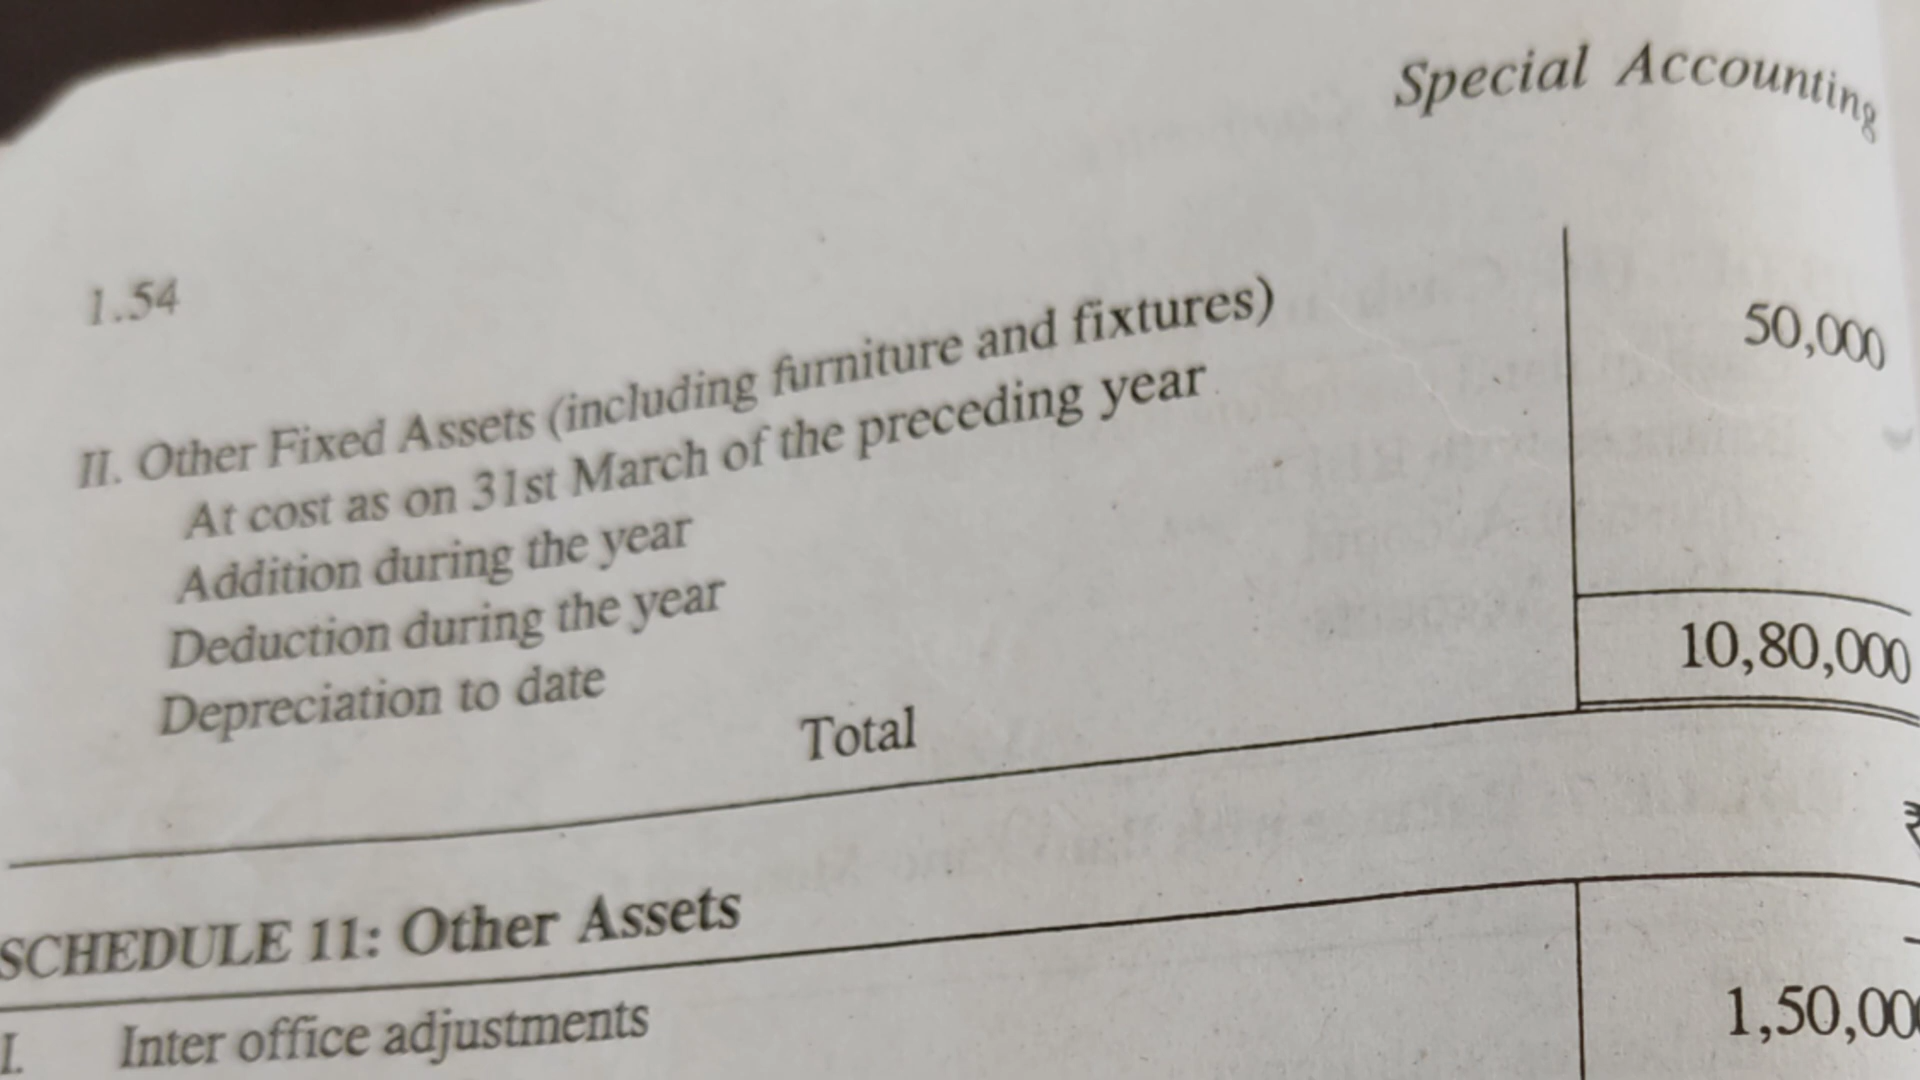 Special Accounting
1.54
II. Other Fixed Assets (including furniture and fixtures) 50,000
At cost as on 31st March of the preceding year
Addition during the year
Deduction during the year
Depreciation to date
Total 10,80,000
₹
SCHEDULE 11: Other Assets
I. Inter office adjustments 1,50,00